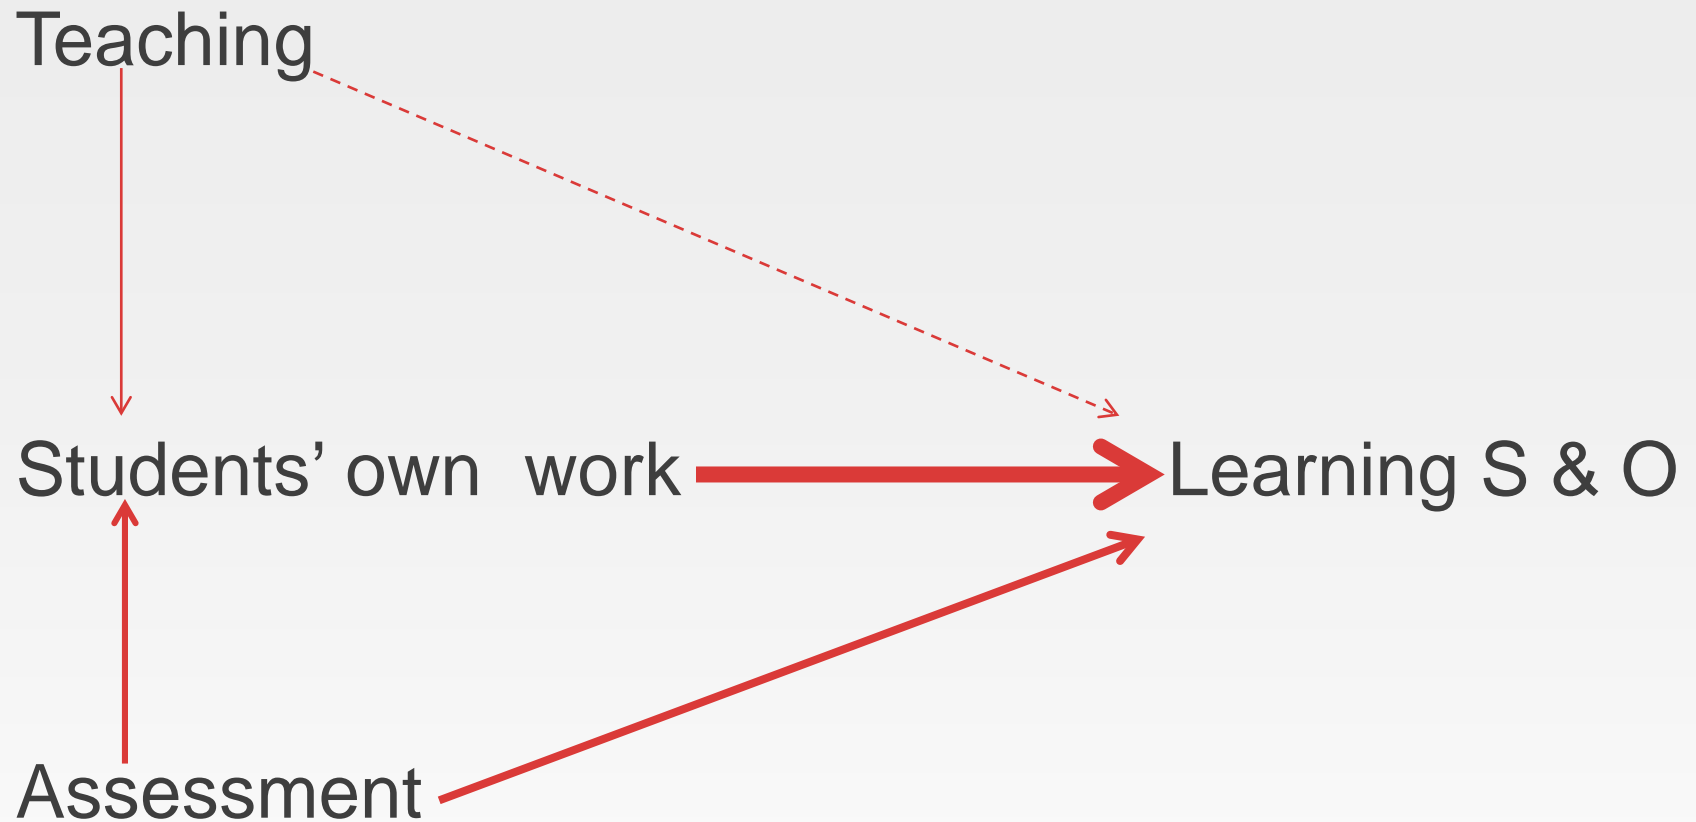 Teaching
Students’ own  work
Learning S & O
Assessment